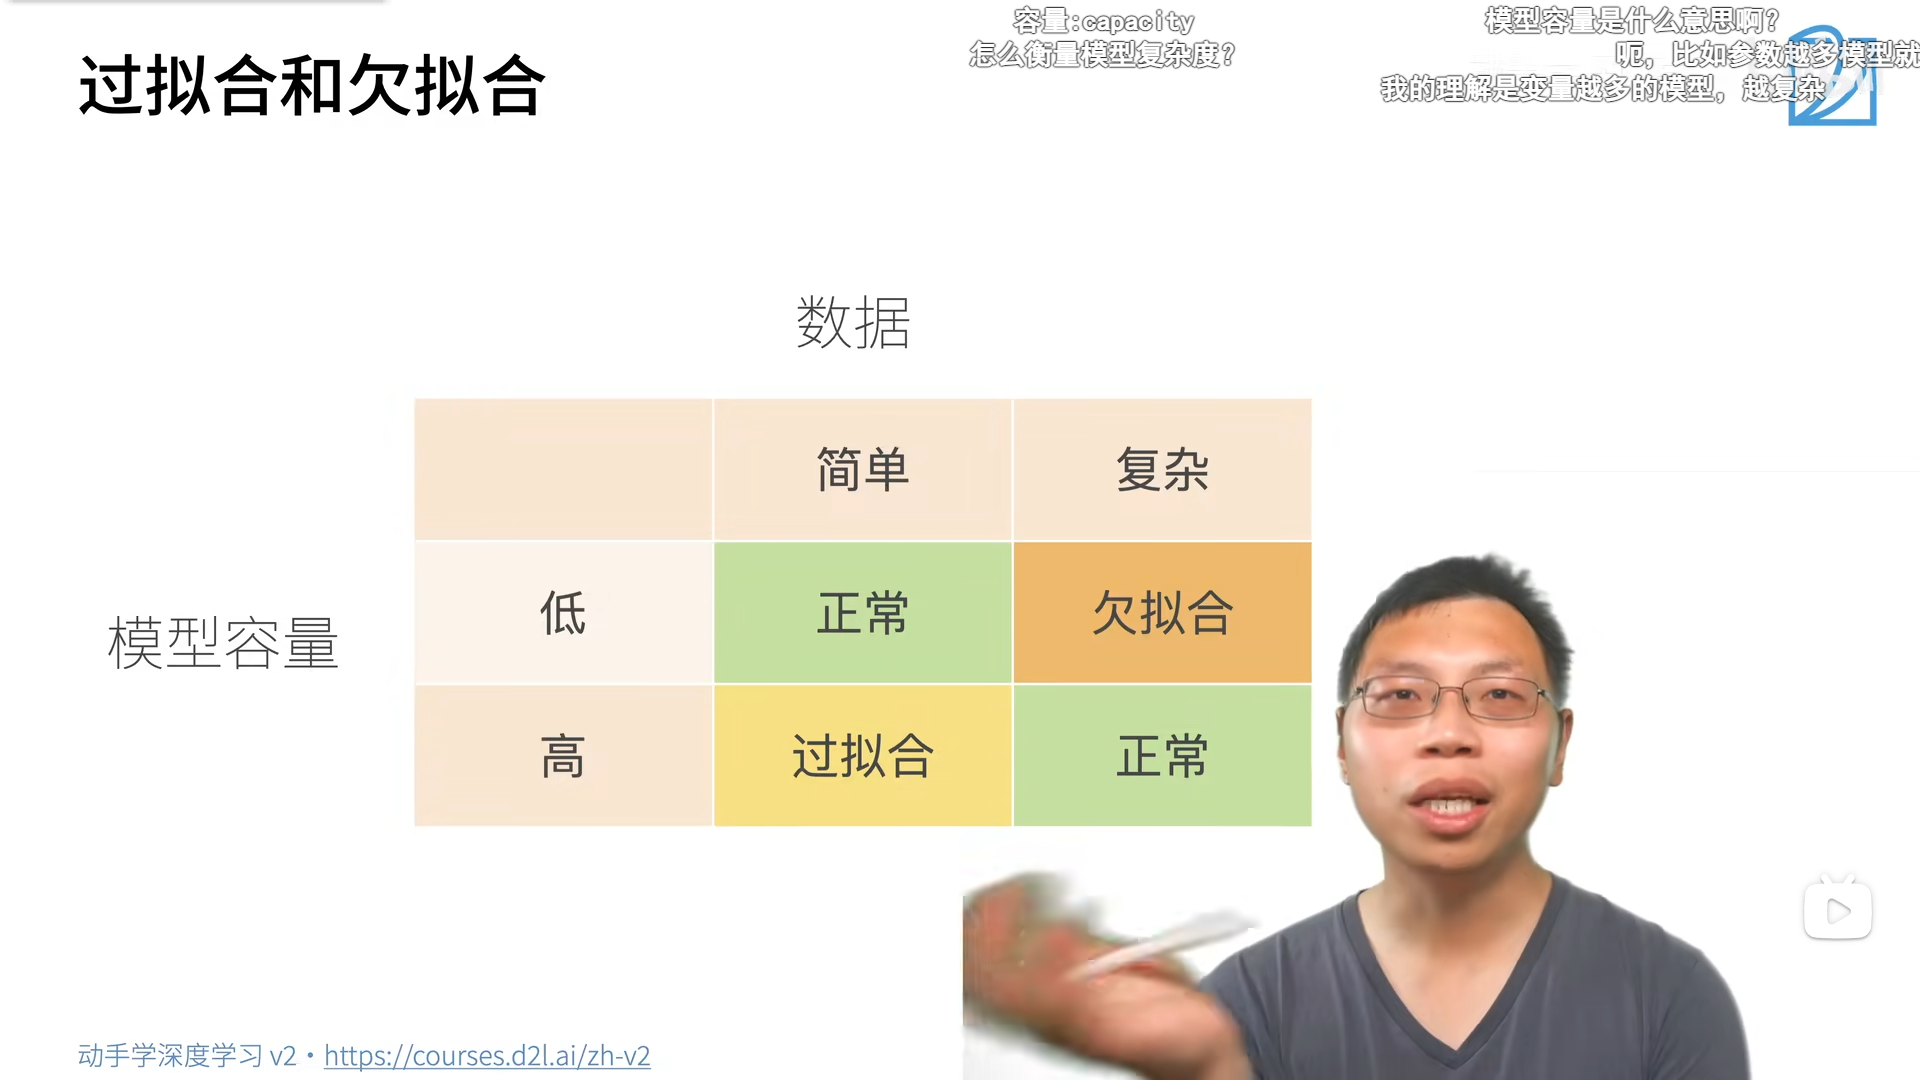 容量:capacity
模型容量是什么意思啊?
怎么衡量模型复杂度?
呃，比如参数越多模型就
我的理解是变量越多的模型，越复杂
过拟合和欠拟合
数据
简单
复杂
模型容量
低
正常
欠拟合
高
过拟合
正常
动手学深度学习 v2 • https://courses.d2l.ai/zh-v2